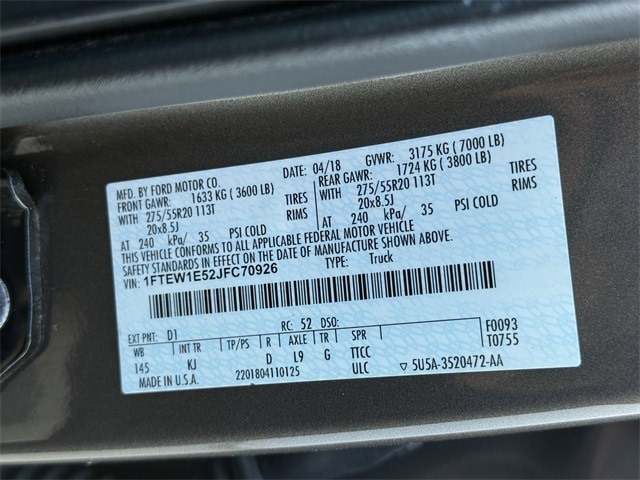 MFD. BY FORD MOTOR CO. DATE: 04/18 GVWR: 3175 KG ( 7000 LB)
FRONT GAWR: 1633 KG ( 3600 LB) REAR GAWR: 1724 KG ( 3800 LB)
WITH 275/55R20 113T TIRES WITH 275/55R20 113T TIRES
20x8.5J RIMS 20x8.5J RIMS
AT 240 kPa/ 35 PSI COLD AT 240 kPa/ 35 PSI COLD
THIS VEHICLE CONFORMS TO ALL APPLICABLE FEDERAL MOTOR VEHICLE
SAFETY STANDARDS IN EFFECT ON THE DATE OF MANUFACTURE SHOWN ABOVE.
VIN: 1FTEW1E52JFC70926 TYPE: Truck
EXT PNT: D1 RC: 52 DSO: F0093
WB INT TR TP/PS R AXLE TR SPR T0755
145 KJ D L9 G TTCC
MADE IN U.S.A. 2201804110125 ULC ▽ 5U5A-3520472-AA